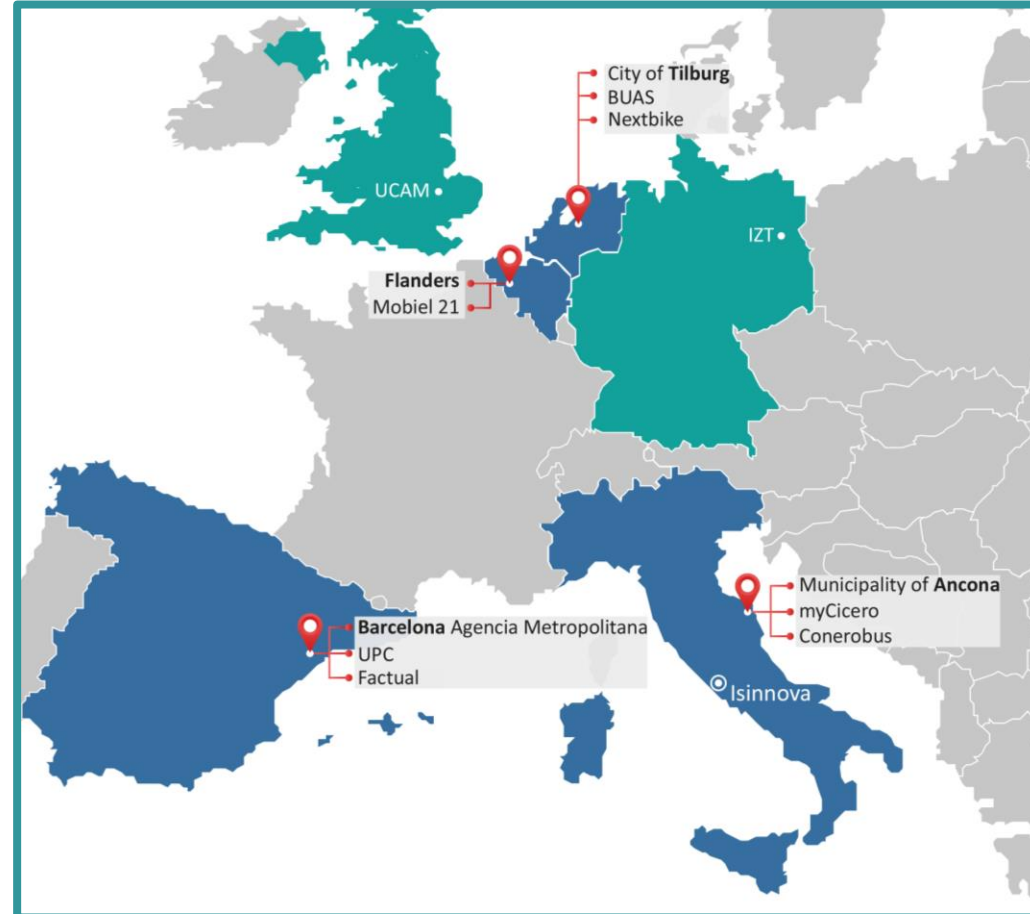 City of Tilburg
BUAS
Nextbike
UCAM
IZT
Flanders
Mobiel 21
Municipality of Ancona
myCicero
Conerobus
Barcelona Agencia Metropolitana
UPC
Factual
Isinnova